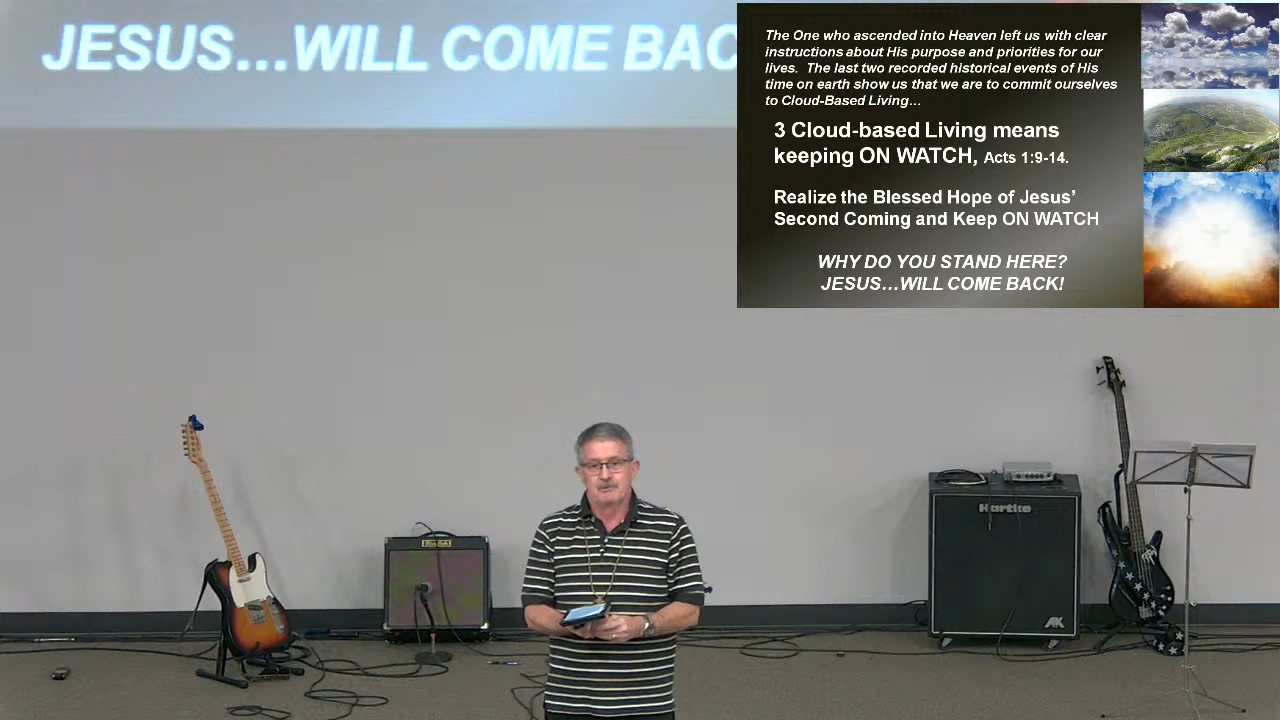 JESUS...WILL COME BAC
The One who ascended into Heaven left us with clear
instructions about His purpose and priorities for our
lives. The last two recorded historical events of His
time on earth show us that we are to commit ourselves
to Cloud-Based Living...
3 Cloud-based Living means
keeping ON WATCH, Acts 1:9-14.
Realize the Blessed Hope of Jesus'
Second Coming and Keep ON WATCH
WHY DO YOU STAND HERE?
JESUS...WILL COME BACK!
Hartke
AK